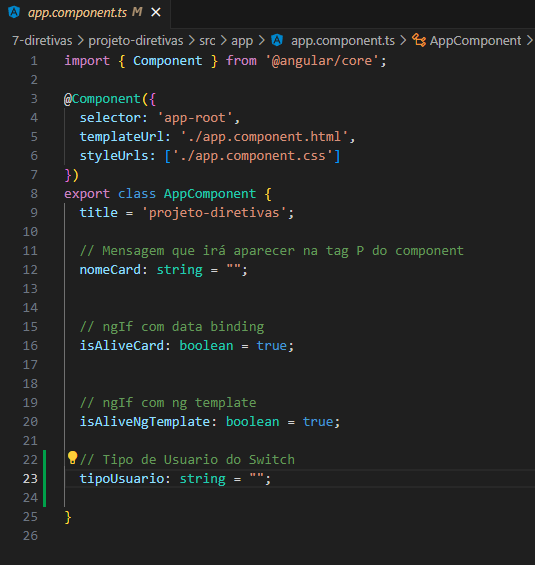 app.component.ts M
7-diretivas > projeto-diretivas > src > app > app.component.ts > AppComponent >
1 import { Component } from '@angular/core';
2
3 @Component({
4 selector: 'app-root',
5 templateUrl: './app.component.html',
6 styleUrls: ['./app.component.css']
7 })
8 export class AppComponent {
9 title = 'projeto-diretivas';
10
11 // Mensagem que irá aparecer na tag P do component
12 nomeCard: string = "";
13
14
15 // ngIf com data binding
16 isAliveCard: boolean = true;
17
18
19 // ngIf com ng template
20 isAliveNgTemplate: boolean = true;
21
22 // Tipo de Usuario do Switch
23 tipoUsuario: string = "";
24
25 }
26